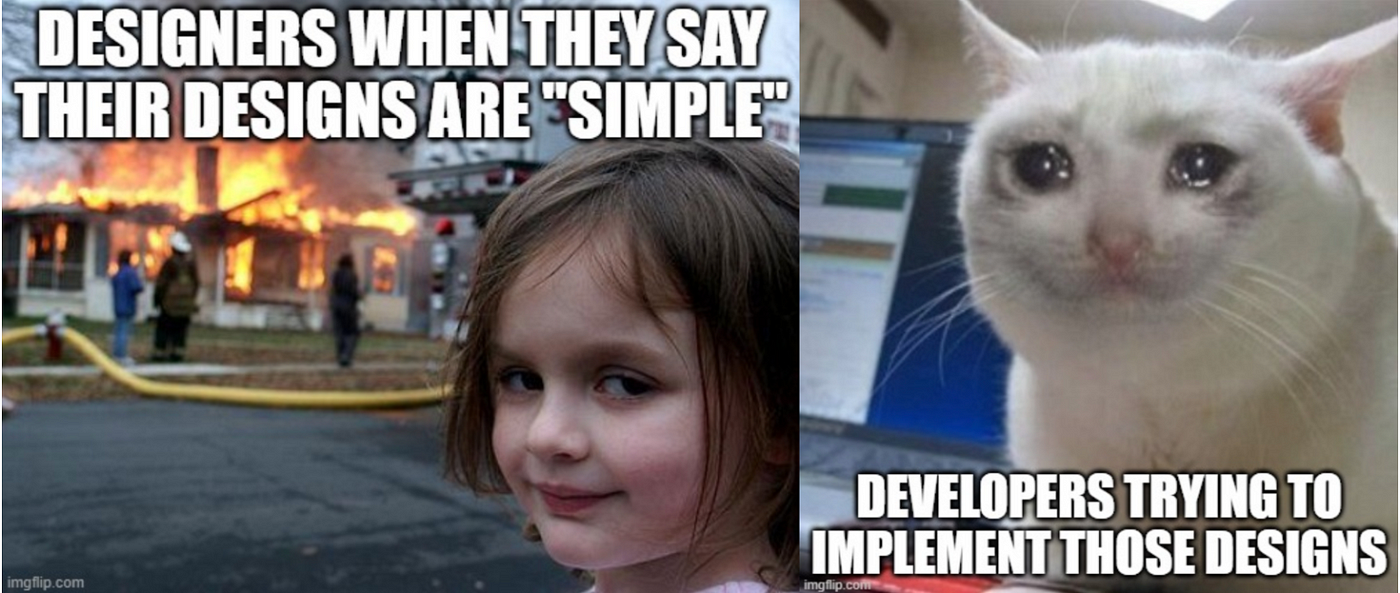 DESIGNERS WHEN THEY SAY
THEIR DESIGNS ARE "SIMPLE"
imgflip.com
DEVELOPERS TRYING TO
IMPLEMENT THOSE DESIGNS
imgflip.com